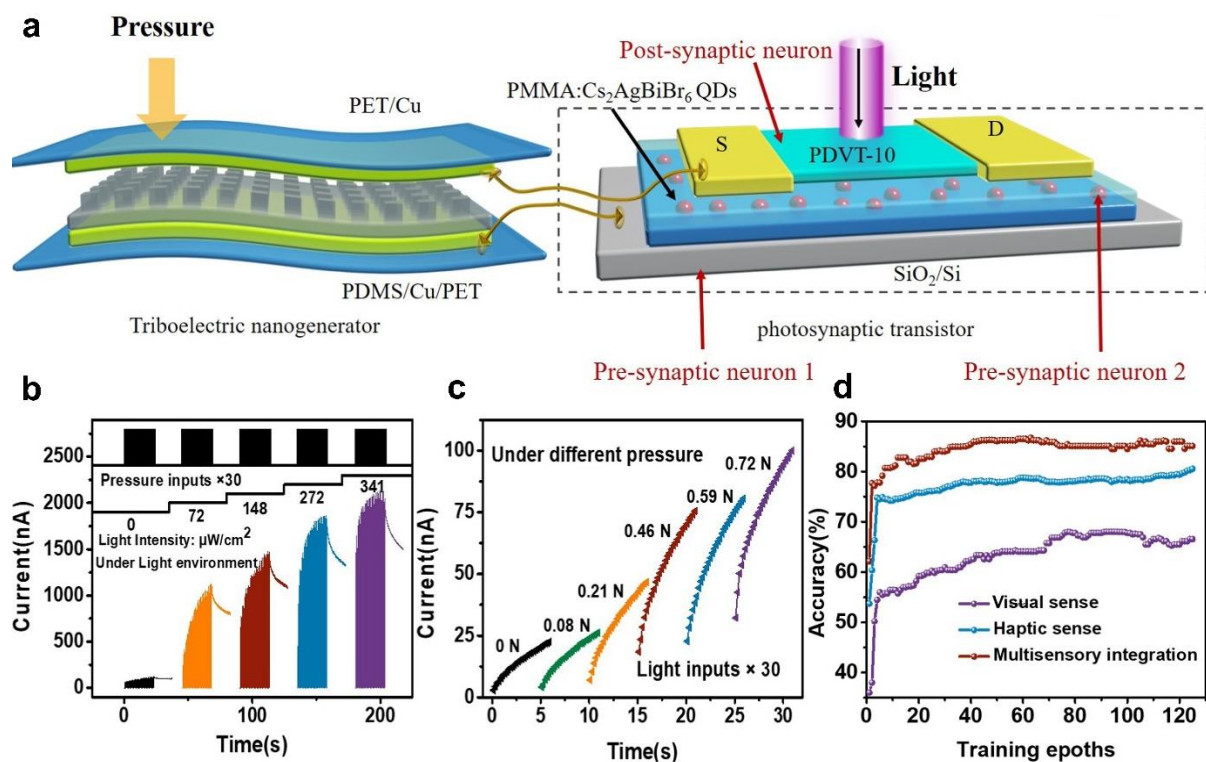 a
Pressure
PET/Cu
PDMS/Cu/PET
Triboelectric nanogenerator
Post-synaptic neuron
Light
PMMA:Cs2AgBiBr6 QDs
S
PDVT-10
D
SiO2/Si
photosynaptic transistor
Pre-synaptic neuron 1
Pre-synaptic neuron 2
b
Current(nA)
2500
2000
1500
1000
500
0
Pressure inputs ×30
0
72
148
272
341
Light Intensity: μW/cm2
Under Light environment
0
100
200
Time(s)
c
Current(nA)
100
75
50
25
0
Under different pressure
0 N
0.08 N
0.21 N
0.46 N
0.59 N
0.72 N
Light inputs × 30
0
5
10
15
20
25
30
Time(s)
d
Accuracy(%)
90
80
70
60
50
40
Visual sense
Haptic sense
Multisensory integration
0
20
40
60
80
100
120
Training epoths